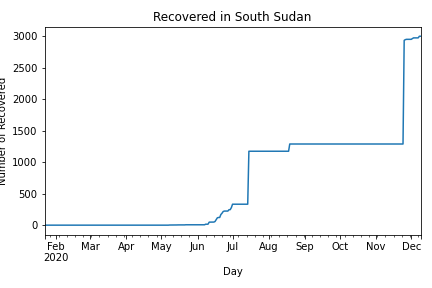 Recovered in South Sudan
Number of Recovered
3000
2500
2000
1500
1000
500
0
Feb Mar Apr May Jun Jul Aug Sep Oct Nov Dec
2020
Day